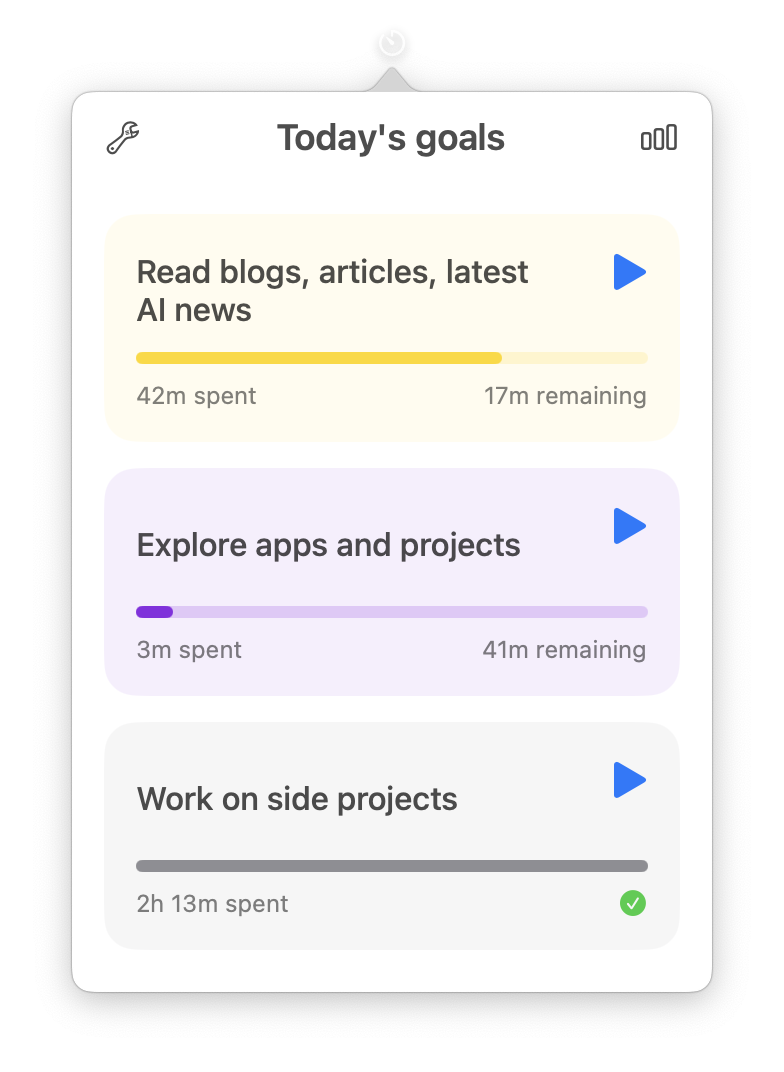 Today's goals
Read blogs, articles, latest
AI news
42m spent 17m remaining
Explore apps and projects
3m spent 41m remaining
Work on side projects
2h 13m spent